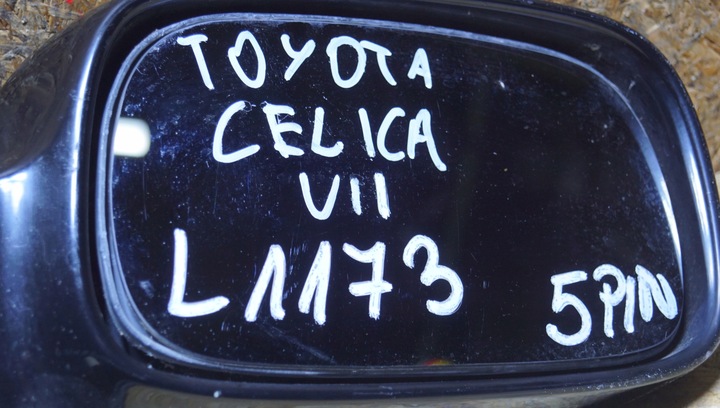 TOYOTA
CELICA
VII
L1173
5PIN